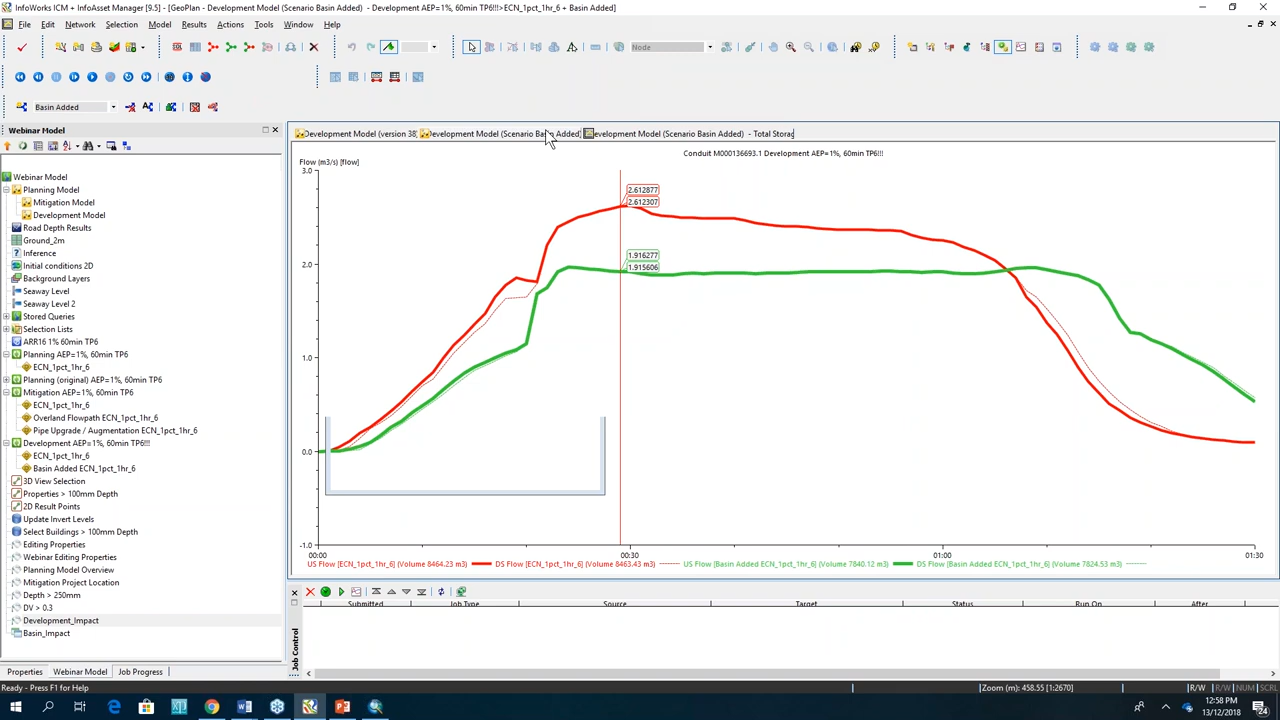 InfoWorks ICM + InfoAsset Manager [9.5] - [GeoPlan - Development Model (Scenario Basin Added) - Development AEP=1%, 60min TP6!!!>ECN_1pct_1hr_6 + Basin Added]
File Edit Network Selection Model Results Actions Tools Window Help
Node
Basin Added
Webinar Model
Webinar Model
Planning Model
Mitigation Model
Development Model
Road Depth Results
Ground_2m
Inference
Initial conditions 2D
Background Layers
Seaway Level
Seaway Level 2
Stored Queries
Selection Lists
ARR16 1% 60min TP6
Planning AEP=1%, 60min TP6
ECN_1pct_1hr_6
Planning (original) AEP=1%, 60min TP6
Mitigation AEP=1%, 60min TP6
ECN_1pct_1hr_6
Overland Flowpath ECN_1pct_1hr_6
Pipe Upgrade / Augmentation ECN_1pct_1hr_6
Development AEP=1%, 60min TP6!!!
ECN_1pct_1hr_6
Basin Added ECN_1pct_1hr_6
3D View Selection
Properties > 100mm Depth
2D Result Points
Update Invert Levels
Select Buildings > 100mm Depth
Editing Properties
Webinar Editing Properties
Planning Model Overview
Mitigation Project Location
Depth > 250mm
DV > 0.3
Development_Impact
Basin_Impact
Properties Webinar Model Job Progress
Development Model (version 38) Development Model (Scenario Basin Added) Development Model (Scenario Basin Added) - Total Storag
Conduit M000136693.1 Development AEP=1%, 60min TP6!!!
Flow (m3/s) [flow]
3.0
2.0
1.0
0.0
-1.0
2.612877
2.612307
1.916277
1.915606
00:00 00:30 01:00 01:30
US Flow [ECN_1pct_1hr_6] (Volume 8464.23 m3) DS Flow [ECN_1pct_1hr_6] (Volume 8463.43 m3) US Flow [Basin Added ECN_1pct_1hr_6] (Volume 7840.12 m3) DS Flow [Basin Added ECN_1pct_1hr_6] (Volume 7824.53 m3)
Job Control
Submitted Job Type Source Target Status Run On After
Ready - Press F1 for Help
Zoom (m): 458.55 [1:2670] R/W R/W NUM SCRL
12:58 PM
13/12/2018
24